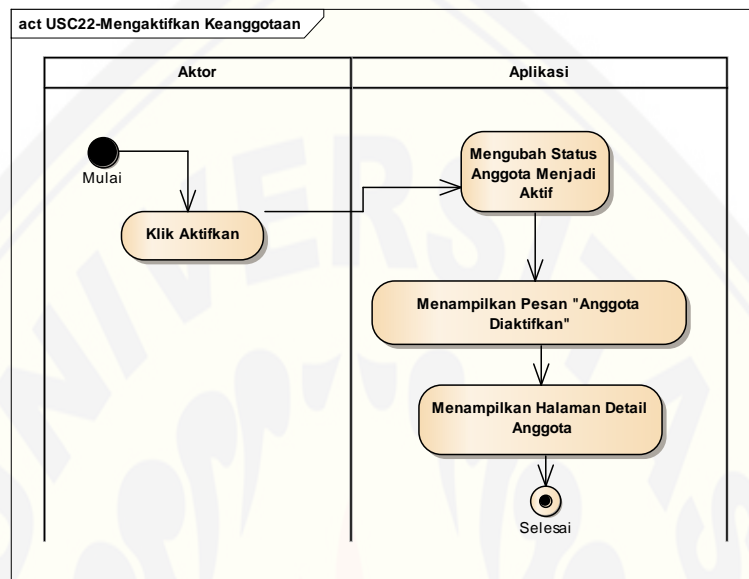 act USC22-Mengaktifkan Keanggotaan
Aktor
Aplikasi
Mulai
Klik Aktifkan
Mengubah Status
Anggota Menjadi
Aktif
Menampilkan Pesan "Anggota
Diaktifkan"
Menampilkan Halaman Detail
Anggota
Selesai
UNIVERSITAS